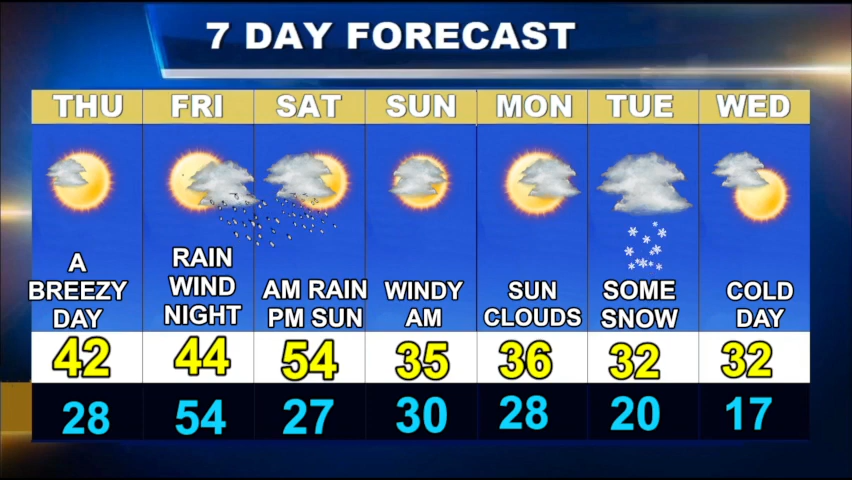 7 DAY FORECAST
THU FRI SAT SUN MON TUE WED
A
BREEZY
DAY
RAIN
WIND
NIGHT
AM RAIN
PM SUN
WINDY
AM
SUN
CLOUDS
SOME
SNOW
COLD
DAY
42 44 54 35 36 32 32
28 54 27 30 28 20 17